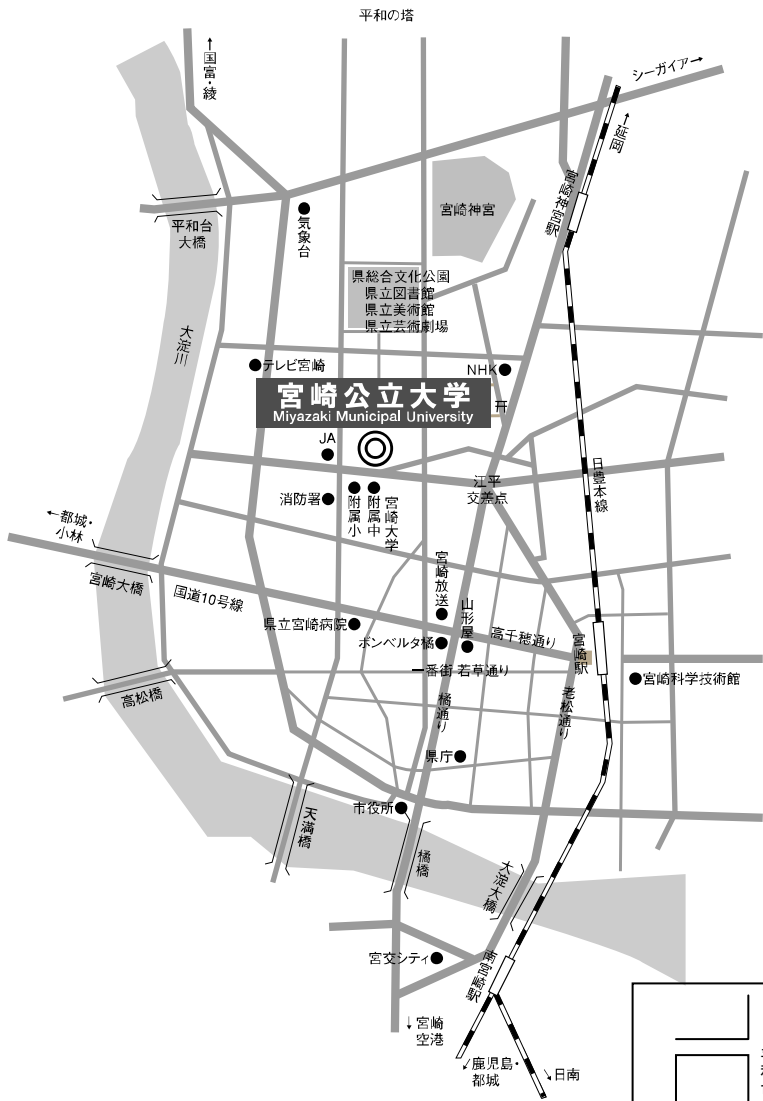 平和の塔
↑国富・綾
シーガイア→
↑延岡
宮崎神宮駅
宮崎神宮
平和台
大橋
気象台
県総合文化公園
県立図書館
県立美術館
県立芸術劇場
大淀川
テレビ宮崎
NHK
宮崎公立大学
Miyazaki Municipal University
JA
江平
交差点
日豊本線
消防署
附属小
附属中
宮崎大学
←都城・
小林
宮崎大橋
国道10号線
宮崎放送
山形屋
県立宮崎病院
高千穂通り
ボンベルタ橘
宮崎駅
一番街 若草通り
宮崎科学技術館
高松橋
橘通り
老松通り
県庁
市役所
天満橋
橘橋
大淀大橋
宮交シティ
南宮崎駅
↓宮崎
空港
↙鹿児島・
都城
↘日南